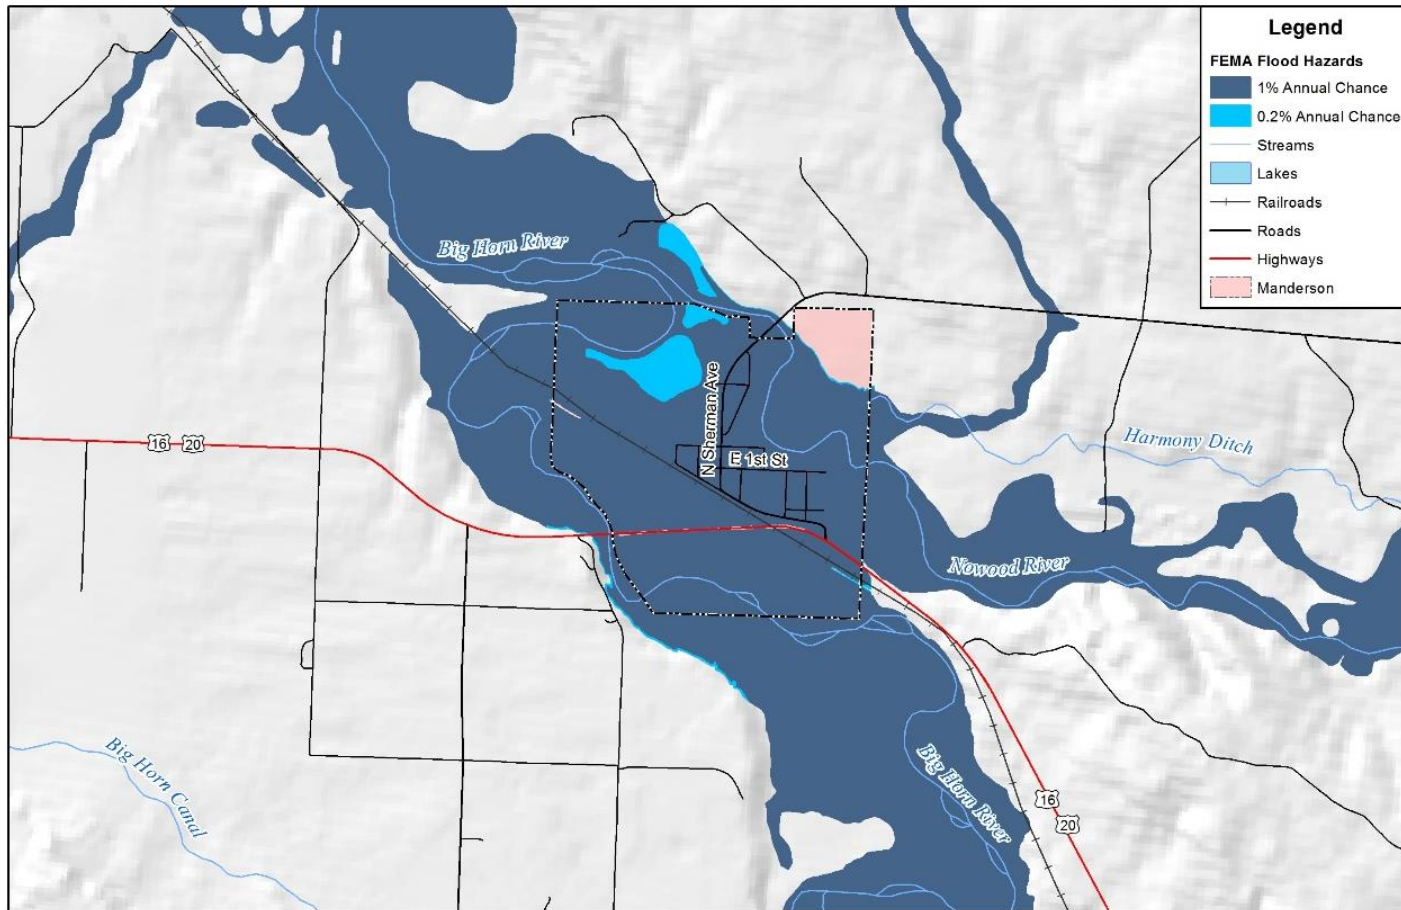 Legend
FEMA Flood Hazards
1% Annual Chance
0.2% Annual Chance
Streams
Lakes
Railroads
Roads
Highways
Manderson
Big Horn River
N Sherman Ave
E 1st St
16 20
Harmony Ditch
Nowood River
Big Horn Canal
Big Horn River
16
20